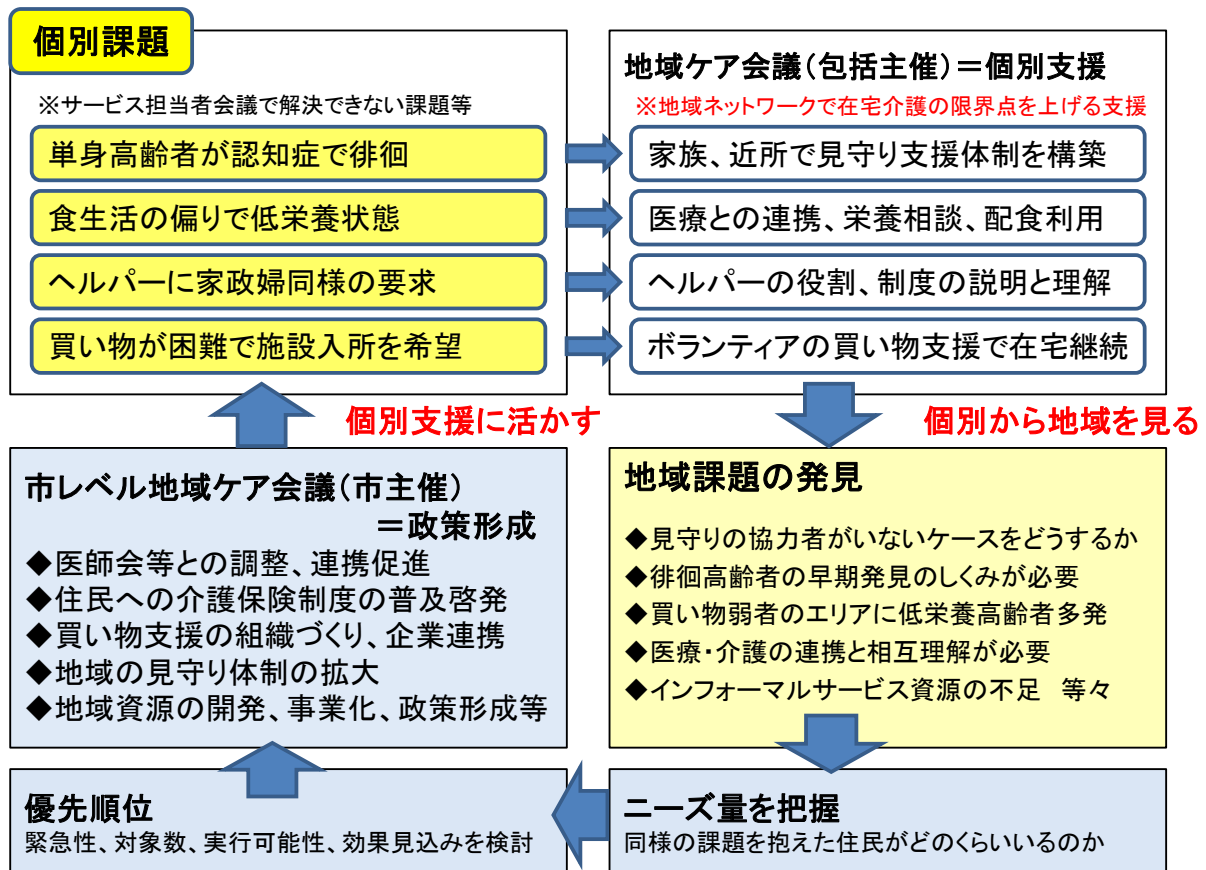 個別課題
※サービス担当者会議で解決できない課題等
単身高齢者が認知症で徘徊
食生活の偏りで低栄養状態
ヘルパーに家政婦同様の要求
買い物が困難で施設入所を希望
地域ケア会議(包括主催)=個別支援
※地域ネットワークで在宅介護の限界点を上げる支援
家族、近所で見守り支援体制を構築
医療との連携、栄養相談、配食利用
ヘルパーの役割、制度の説明と理解
ボランティアの買い物支援で在宅継続
個別支援に活かす
個別から地域を見る
市レベル地域ケア会議(市主催)
=政策形成
◆医師会等との調整、連携促進
◆住民への介護保険制度の普及啓発
◆買い物支援の組織づくり、企業連携
◆地域の見守り体制の拡大
◆地域資源の開発、事業化、政策形成等
地域課題の発見
◆見守りの協力者がいないケースをどうするか
◆徘徊高齢者の早期発見のしくみが必要
◆買い物弱者のエリアに低栄養高齢者多発
◆医療・介護の連携と相互理解が必要
◆インフォーマルサービス資源の不足 等々
優先順位
緊急性、対象数、実行可能性、効果見込みを検討
ニーズ量を把握
同様の課題を抱えた住民がどのくらいいるのか